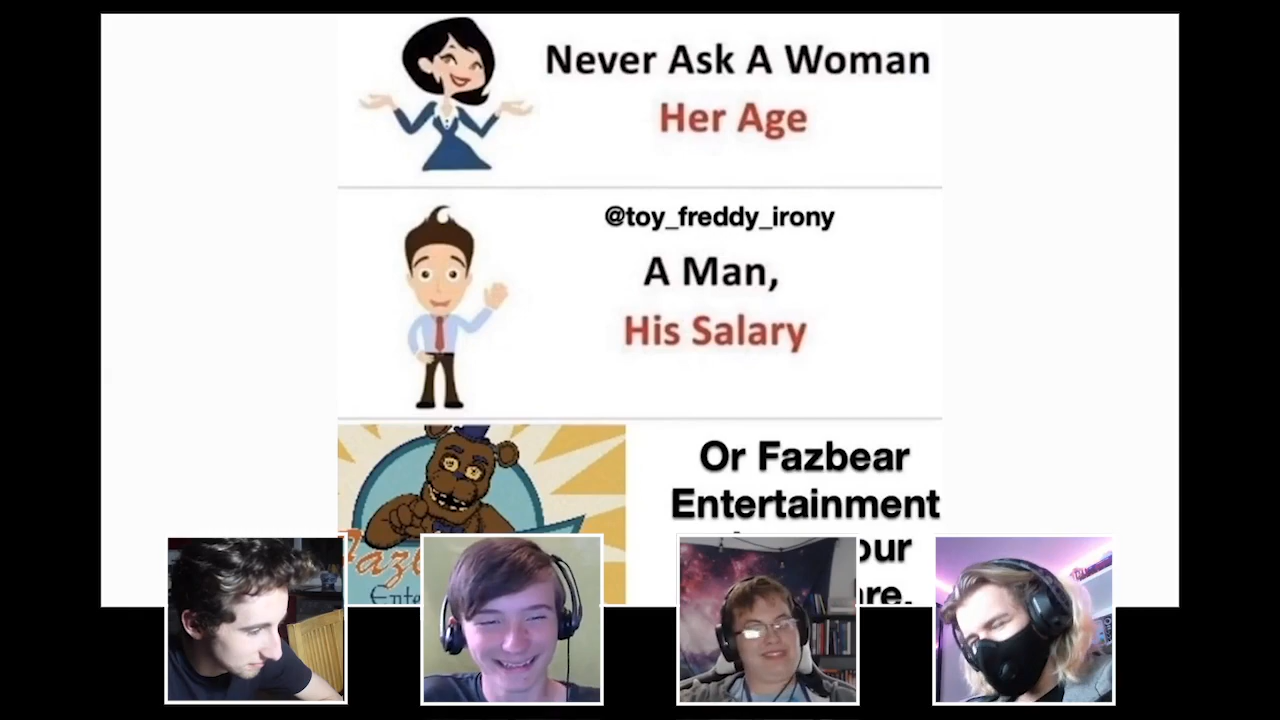 Never Ask A Woman
Her Age
@toy_freddy_irony
A Man,
His Salary
Or Fazbear
Entertainment